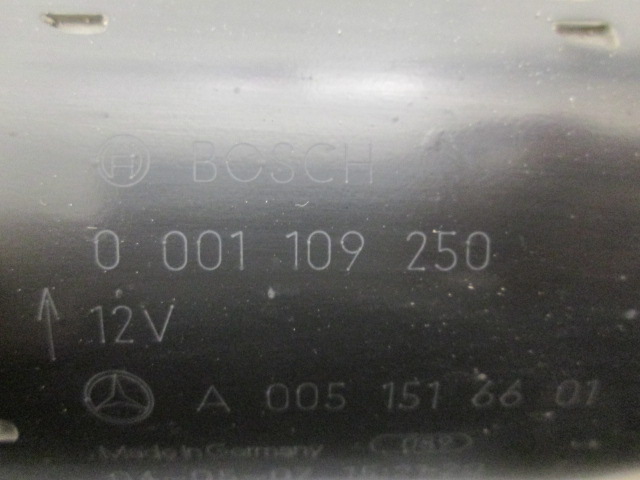 BOSCH
0 001 109 250
12V
A 005 151 66 01
Made in Germany